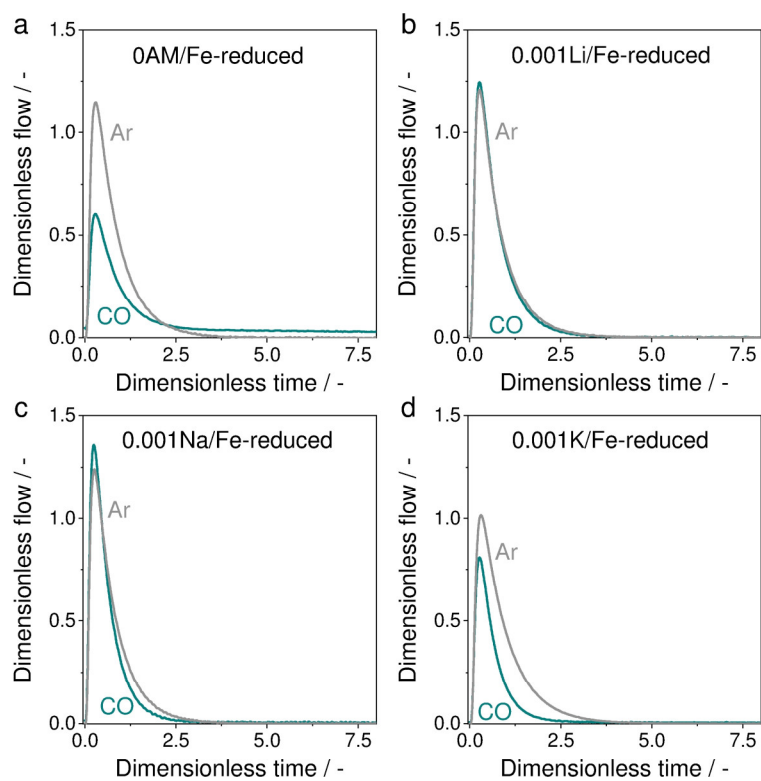 a
0AM/Fe-reduced
Dimensionless flow / -
1.5
1.0
0.5
0.0
Ar
CO
0.0 2.5 5.0 7.5
Dimensionless time / -
b
0.001Li/Fe-reduced
Dimensionless flow / -
1.5
1.0
0.5
0.0
Ar
CO
0.0 2.5 5.0 7.5
Dimensionless time / -
c
0.001Na/Fe-reduced
Dimensionless flow / -
1.5
1.0
0.5
0.0
Ar
CO
0.0 2.5 5.0 7.5
Dimensionless time / -
d
0.001K/Fe-reduced
Dimensionless flow / -
1.5
1.0
0.5
0.0
Ar
CO
0.0 2.5 5.0 7.5
Dimensionless time / -